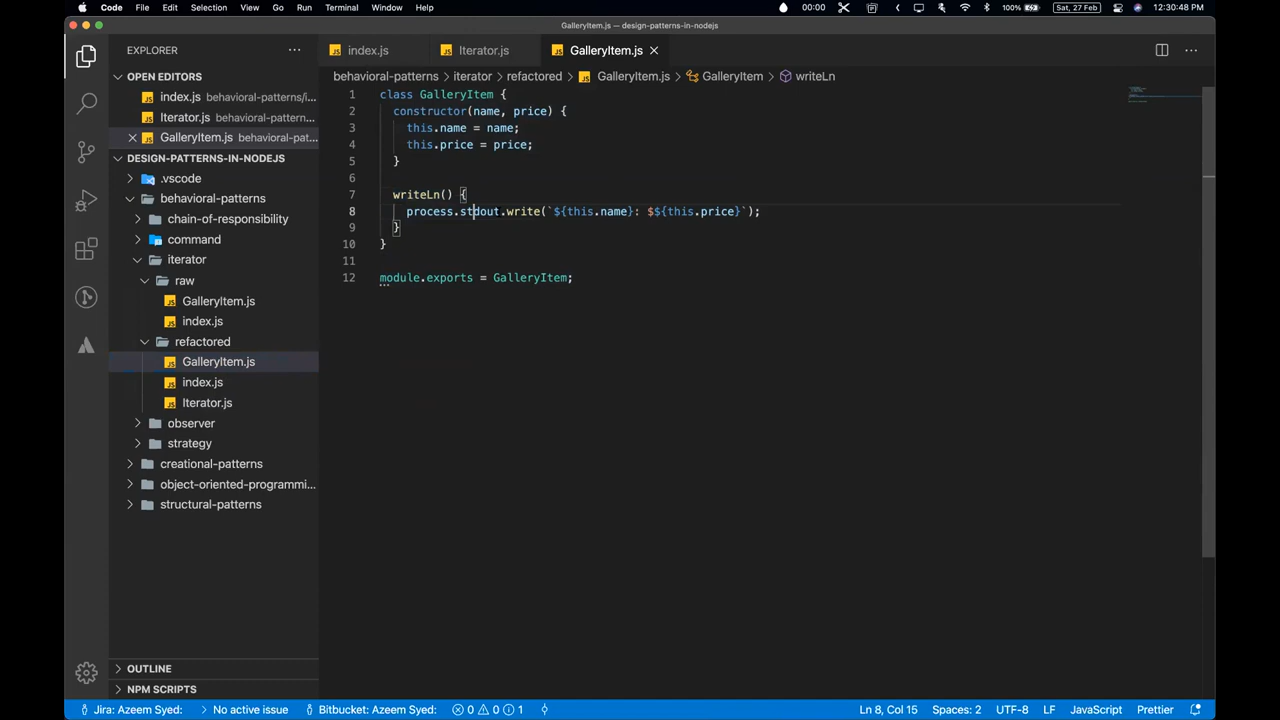 Code File Edit Selection View Go Run Terminal Window Help 00:00 100% Sat, 27 Feb 12:30:48 PM
GalleryItem.js — design-patterns-in-nodejs
EXPLORER
index.js Iterator.js GalleryItem.js
OPEN EDITORS
index.js behavioral-patterns/i...
Iterator.js behavioral-pattern...
GalleryItem.js behavioral-pat...
DESIGN-PATTERNS-IN-NODEJS
.vscode
behavioral-patterns
chain-of-responsibility
command
iterator
raw
GalleryItem.js
index.js
refactored
GalleryItem.js
index.js
Iterator.js
observer
strategy
creational-patterns
object-oriented-programmi...
structural-patterns
OUTLINE
NPM SCRIPTS
behavioral-patterns > iterator > refactored > GalleryItem.js > GalleryItem > writeLn
1 class GalleryItem {
2 constructor(name, price) {
3 this.name = name;
4 this.price = price;
5 }
6
7 writeLn() {
8 process.stdout.write(`${this.name}: $${this.price}`);
9 }
10 }
11
12 module.exports = GalleryItem;
Jira: Azeem Syed: No active issue Bitbucket: Azeem Syed: 0 0 1 Ln 8, Col 15 Spaces: 2 UTF-8 LF JavaScript Prettier